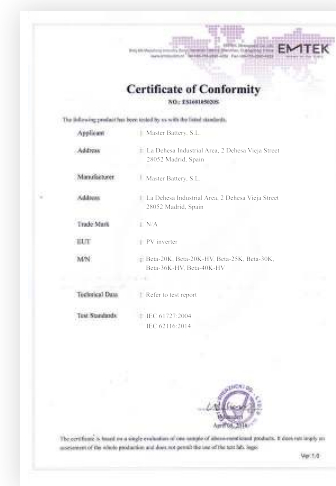 EMTEK
Certificate of Conformity
NO.: ES160105020S
The following product has been tested by us with the listed standards.
Applicant : Master Battery, S.L.
Address : La Dehesa Industrial Area, 2 Dehesa Vieja Street
28052 Madrid, Spain
Manufacturer : Master Battery, S.L.
Address : La Dehesa Industrial Area, 2 Dehesa Vieja Street
28052 Madrid, Spain
Trade Mark : N/A
EUT : PV inverter
M/N : Beta-20K, Beta-20K-HV, Beta-25K, Beta-30K,
Beta-36K-HV, Beta-40K-HV
Technical Data : Refer to test report
Test Standards : IEC 61727:2004
IEC 62116:2014
The certificate is based on a single evaluation of one sample of above-mentioned products. It does not imply an
assessment of the whole production and does not permit the use of the test lab. logo.
Ver.1.0